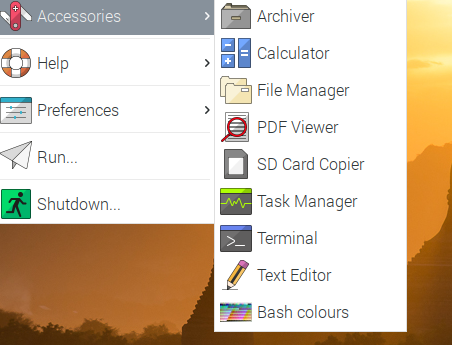 Accessories
Help
Preferences
Run...
Shutdown...
Archiver
Calculator
File Manager
PDF Viewer
SD Card Copier
Task Manager
Terminal
Text Editor
Bash colours